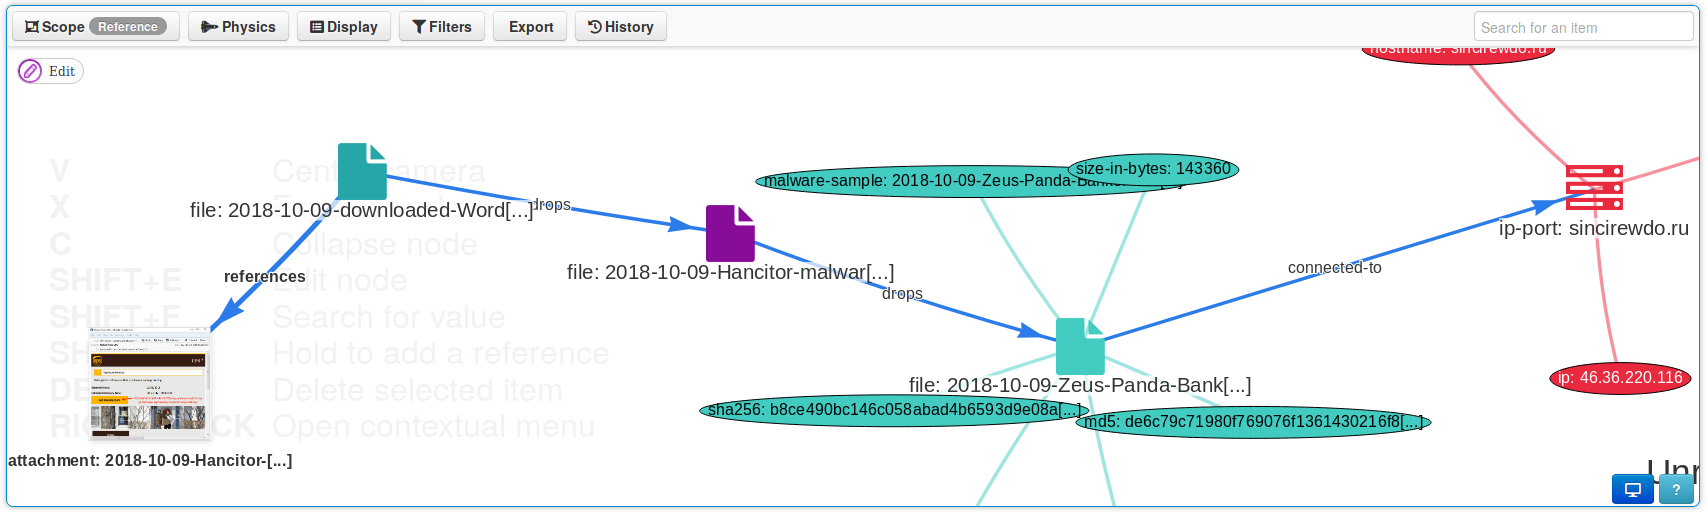 Scope Reference Physics Display Filters Export History Search for an item
hostname: sincirewdo.ru
Edit
V Center camera
X
C Collapse node
SHIFT+E Edit node
SHIFT+F Search for value
Hold to add a reference
Delete selected item
Open contextual menu
malware-sample: 2018-10-09-Zeus-Panda-Bank
size-in-bytes: 143360
file: 2018-10-09-downloaded-Word[...]
drops
ip-port: sincirewdo.ru
file: 2018-10-09-Hancitor-malwar[...]
references
connected-to
drops
UPS
file: 2018-10-09-Zeus-Panda-Bank[...]
ip: 46.36.220.116
sha256: b8ce490bc146c058abad4b6593d9e08a[...]
md5: de6c79c71980f769076f1361430216f8[...]
attachment: 2018-10-09-Hancitor-[...]
?